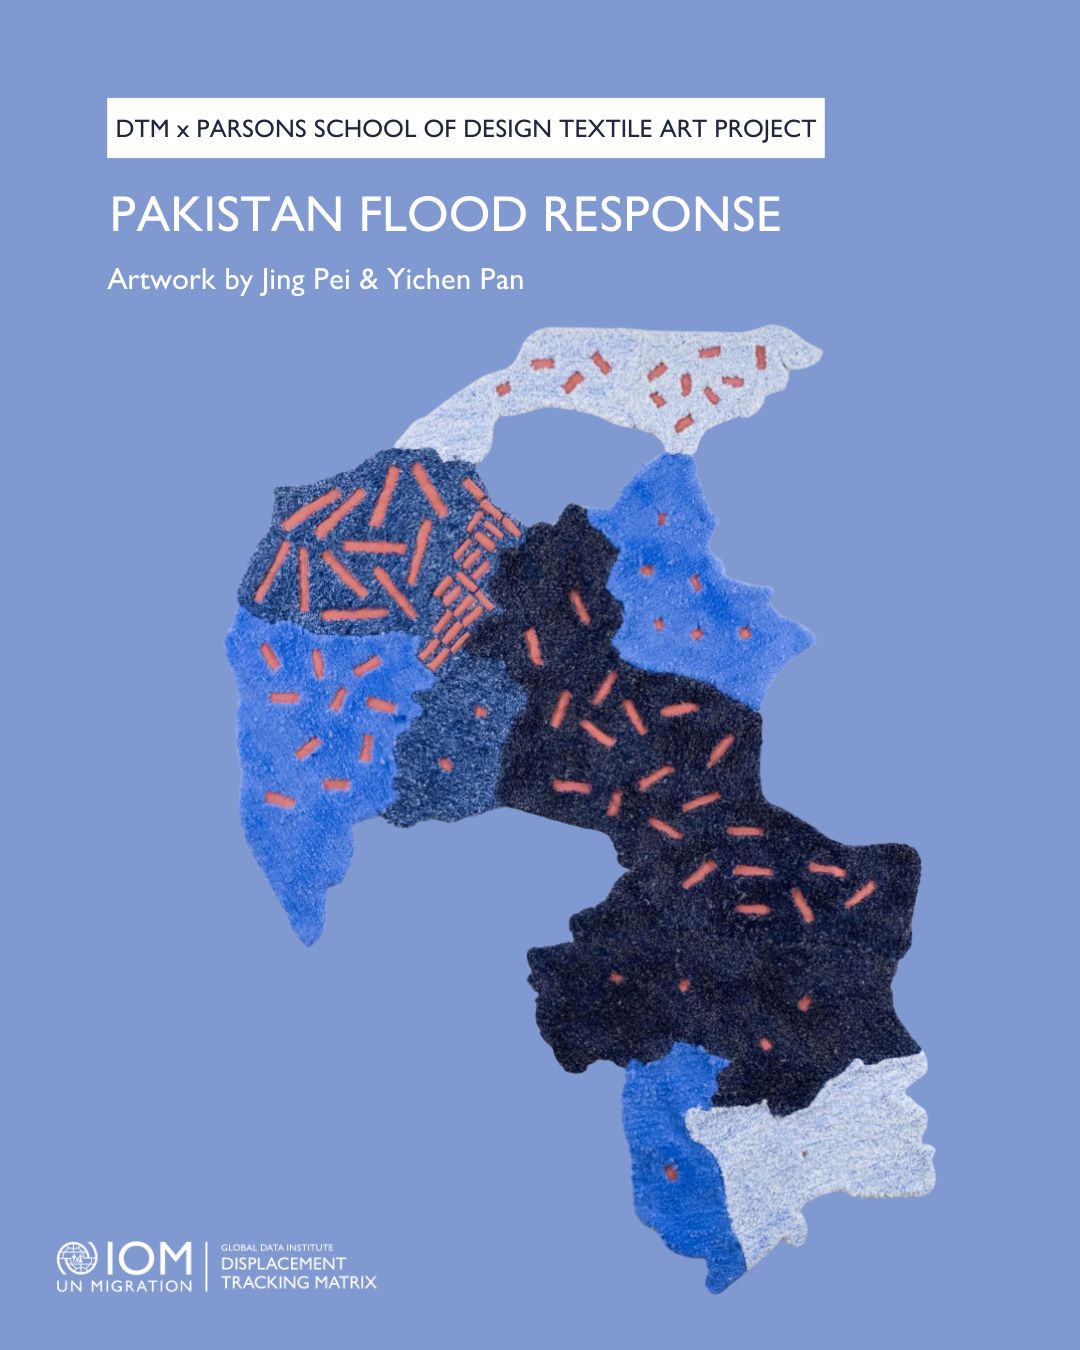 DTM x PARSONS SCHOOL OF DESIGN TEXTILE ART PROJECT
PAKISTAN FLOOD RESPONSE
Artwork by Jing Pei & Yichen Pan
IOM
UN MIGRATION
GLOBAL DATA INSTITUTE
DISPLACEMENT
TRACKING MATRIX